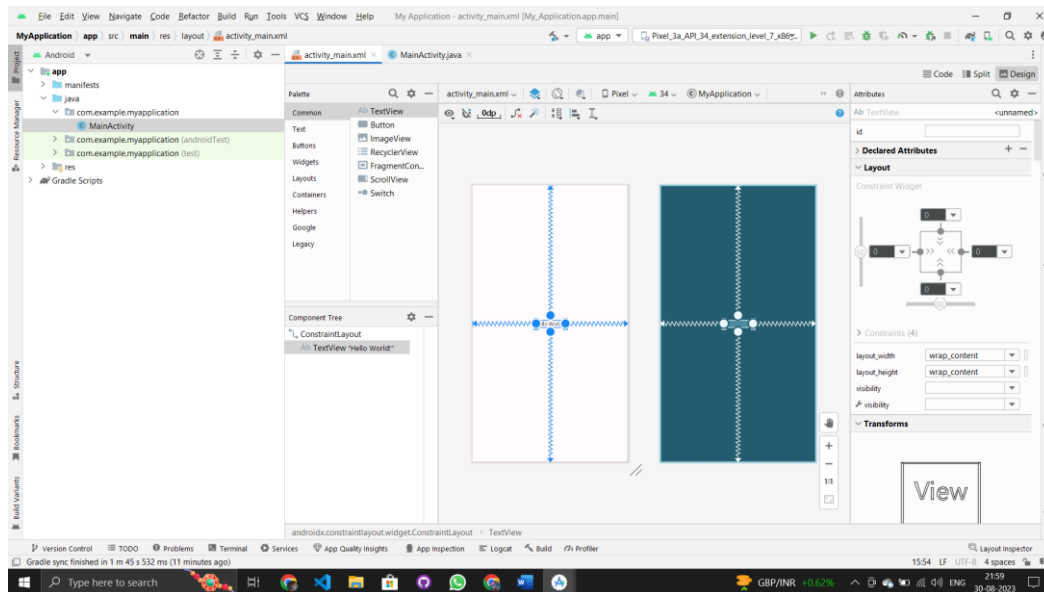 File Edit View Navigate Code Refactor Build Run Tools VCS Window Help My Application - activity_main.xml [My_Application.app.main]
MyApplication app src main res layout activity_main.xml app Pixel_3a_API_34_extension_level_7_x86
Android activity_main.xml MainActivity.java
Code Split Design
Project
Resource Manager
Structure
Bookmarks
Build Variants
app
manifests
java
com.example.myapplication
MainActivity
com.example.myapplication (androidTest)
com.example.myapplication (test)
res
Gradle Scripts
Palette
Common
Text
Buttons
Widgets
Layouts
Containers
Helpers
Google
Legacy
Ab TextView
Button
ImageView
RecyclerView
FragmentCon...
ScrollView
Switch
Component Tree
ConstraintLayout
Ab TextView "Hello World!"
activity_main.xml Pixel 34 MyApplication
0dp
1:1
Attributes
Ab TextView <unnamed>
id
Declared Attributes
Layout
Constraint Widget
0
50 0 0
0
50
Constraints (4)
layout_width wrap_content
layout_height wrap_content
visibility
visibility
Transforms
View
androidx.constraintlayout.widget.ConstraintLayout TextView
Version Control TODO Problems Terminal Services App Quality Insights App Inspection Logcat Build Profiler Layout Inspector
Gradle sync finished in 1 m 45 s 532 ms (11 minutes ago) 15:54 LF UTF-8 4 spaces
Type here to search GBP/INR +0.62% ENG 21:59
30-08-2023